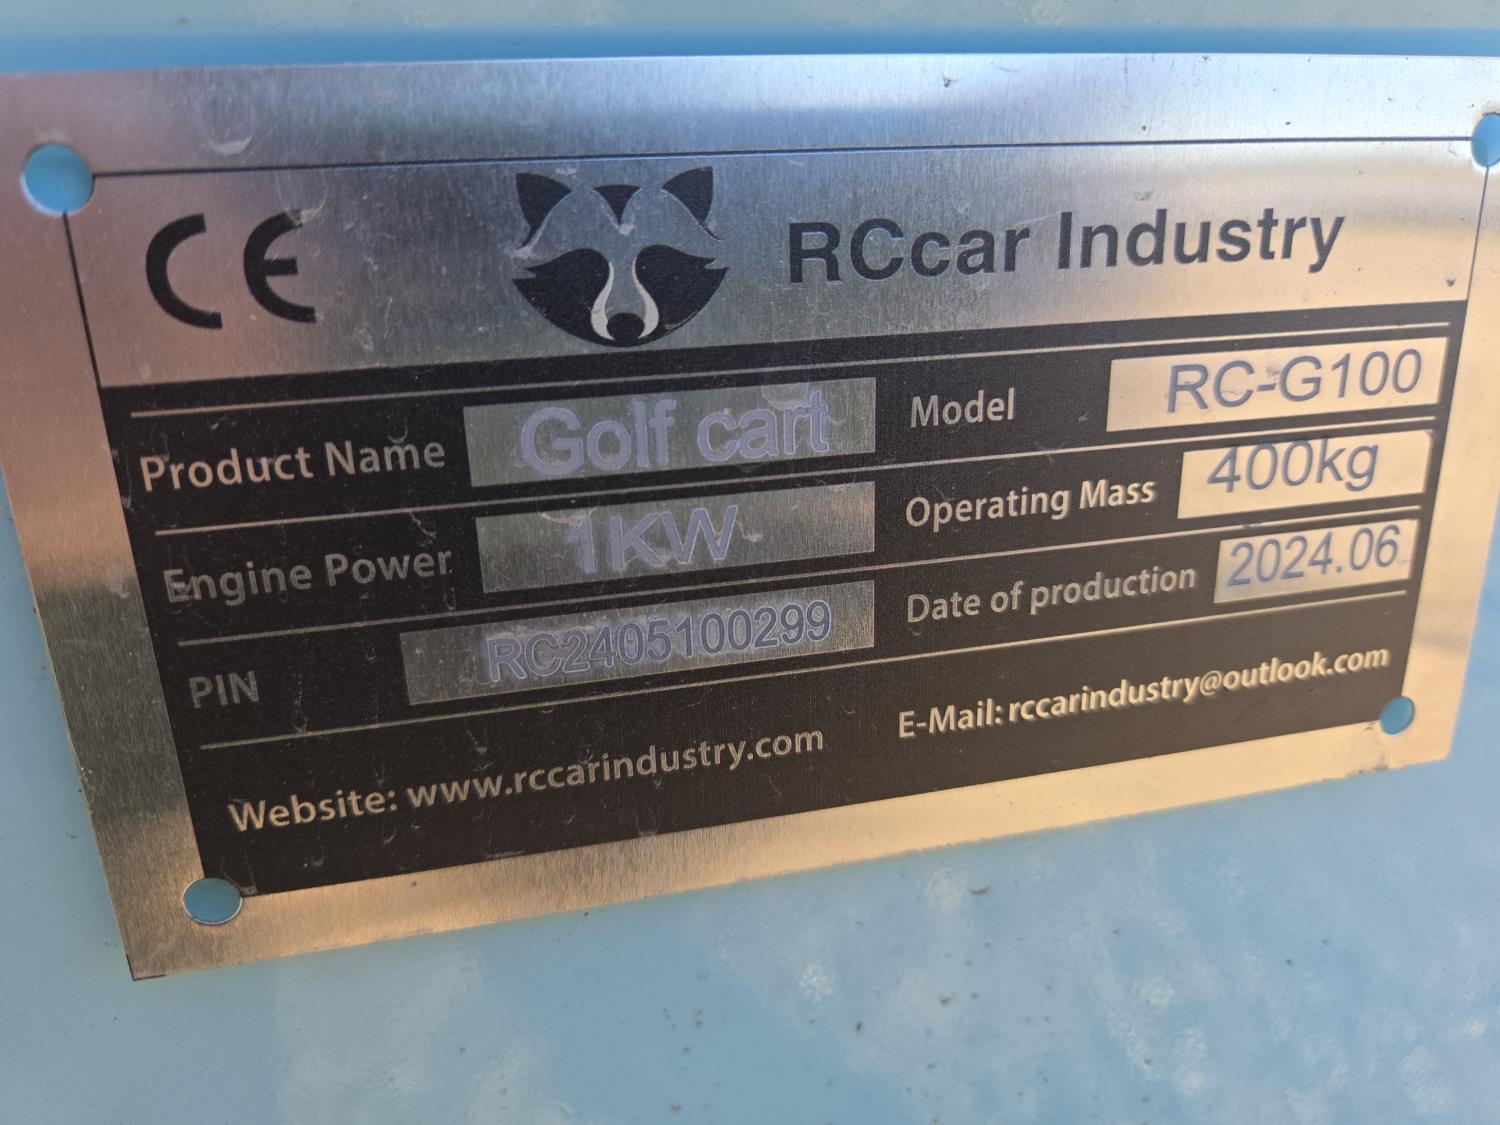 CE RCcar Industry
Product Name Golf cart Model RC-G100
Engine Power 1KW Operating Mass 400kg
PIN RC2405100299 Date of production 2024.06
Website: www.rccarindustry.com E-Mail: rccarindustry@outlook.com